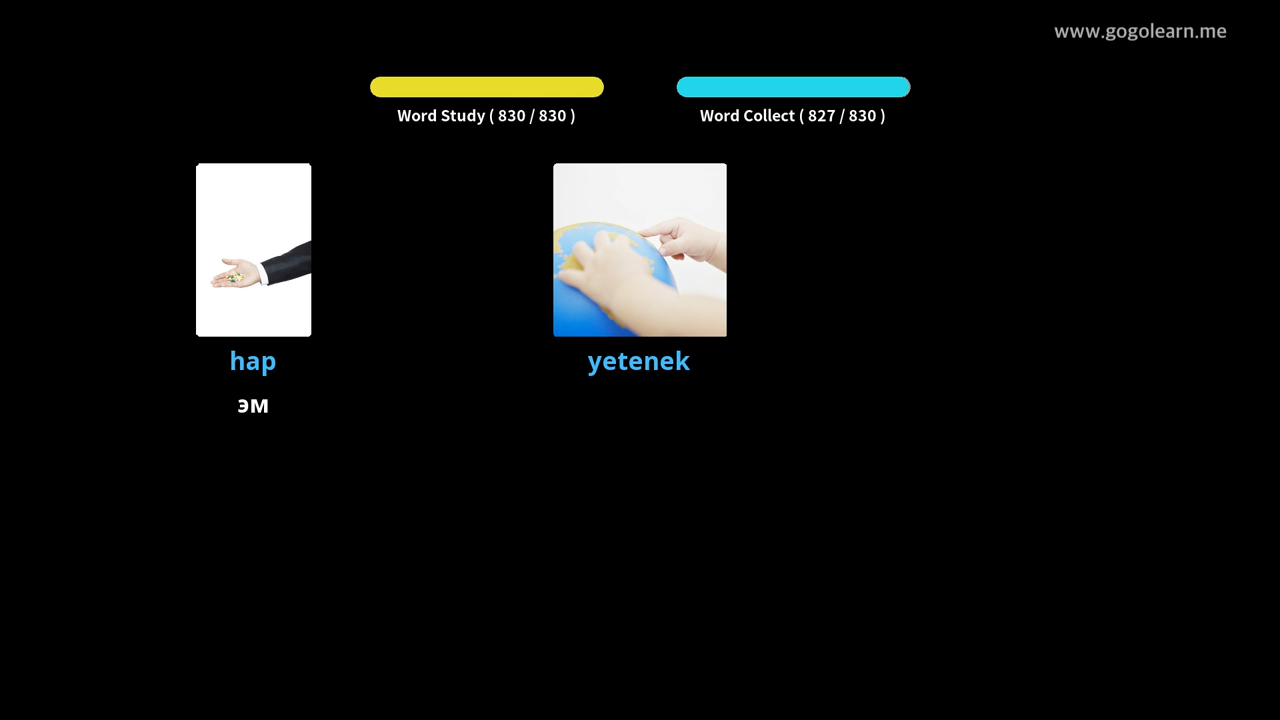 www.gogolearn.me
Word Study ( 830 / 830 )
Word Collect ( 827 / 830 )
hap
yetenek
эм